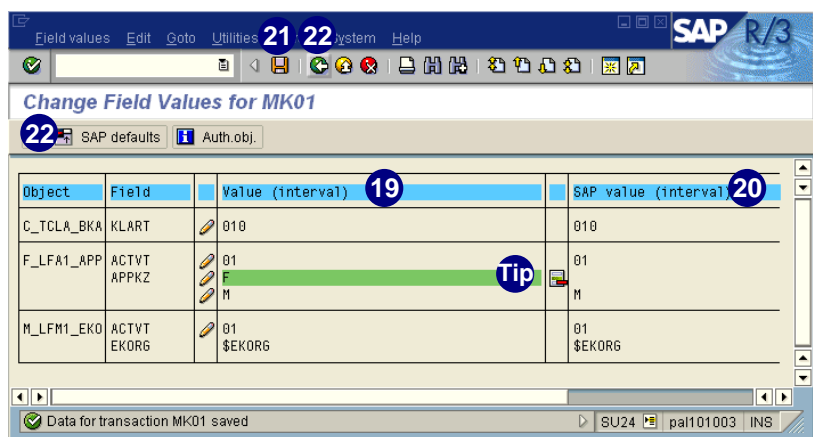 Field values Edit Goto Utilities 21 22 ystem Help
SAP R/3
Change Field Values for MK01
22 SAP defaults Auth.obj.
Object Field Value (interval) 19 SAP value (interval) 20
C_TCLA_BKA KLART 010 010
F_LFA1_APP ACTVT 01 01
APPKZ F Tip
M M
M_LFM1_EKO ACTVT 01 01
EKORG $EKORG $EKORG
Data for transaction MK01 saved SU24 pal101003 INS